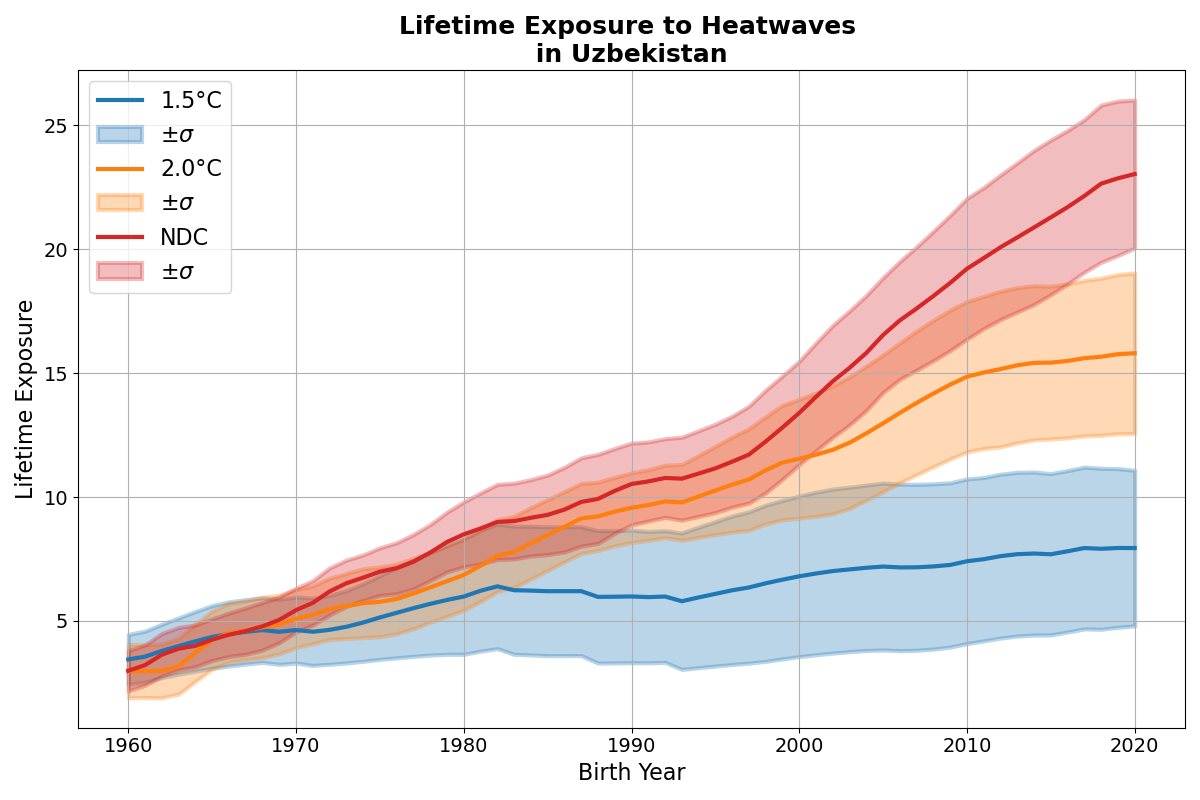 Lifetime Exposure to Heatwaves
in Uzbekistan
1.5°C
±σ
2.0°C
±σ
NDC
±σ
25
20
15
10
5
Lifetime Exposure
1960 1970 1980 1990 2000 2010 2020
Birth Year